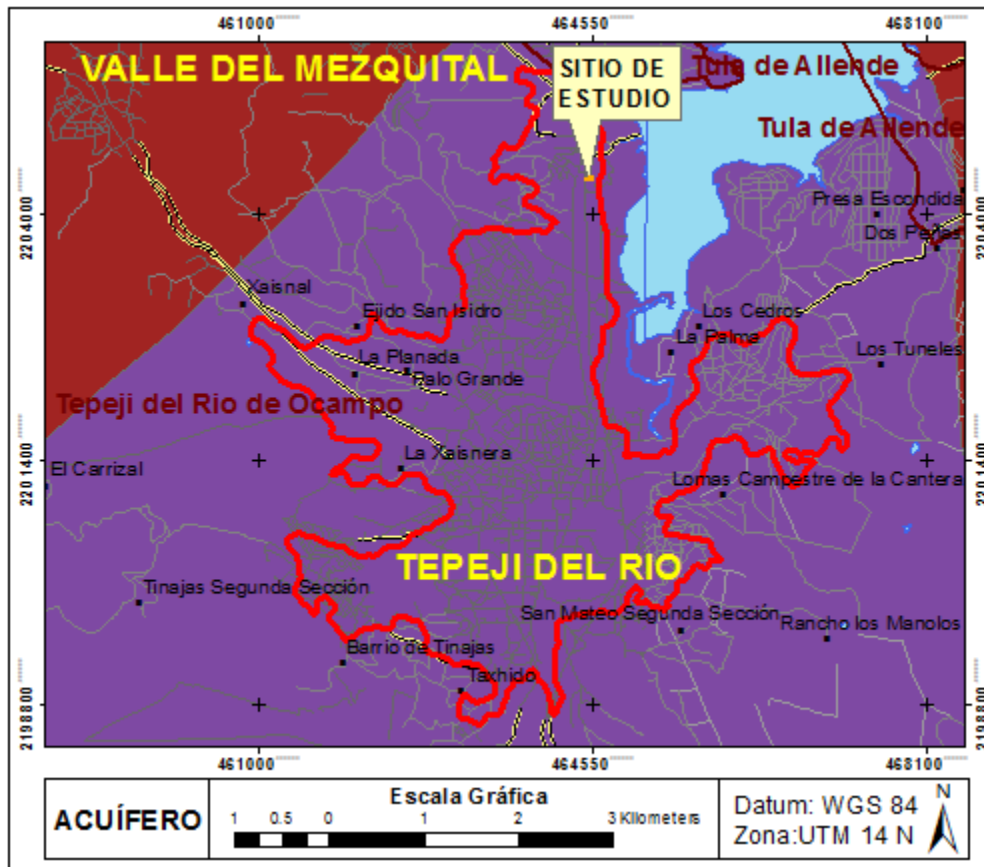 461000 464550 468100
VALLE DEL MEZQUITAL
SITIO DE
ESTUDIO
Tula de Allende
Tula de Allende
Presa Escondida
2204000 2204000
Dos Peñas
Xaisnal
Ejido San Isidro
Los Cedros
La Palma
La Planada
Los Tuneles
Palo Grande
Tepeji del Rio de Ocampo
La Xaisnera
2201400 2201400
El Carrizal
Lomas Campestre de la Cantera
TEPEJI DEL RIO
Tinajas Segunda Sección
San Mateo Segunda Sección
Rancho los Manolos
Barrio de Tinajas
Taxhido
2198800 2198800
461000 464550 468100
ACUÍFERO
Escala Gráfica
1 0.5 0 1 2 3 Kilometers
Datum: WGS 84
Zona:UTM 14 N
N